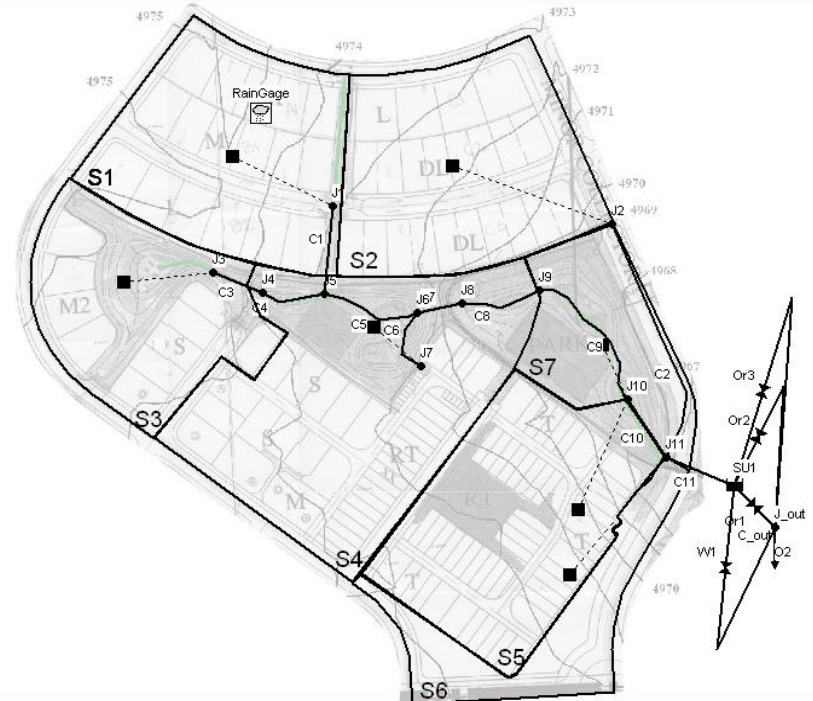 4975
4973
4974
4972
4975
RainGage
4971
L
M
DL
S1
4970
J2
4969
C1
S2
DL
J3
4968
C3
J4
J5
J8
J9
M2
C4
J6
C8
C5
C6
C9
S
J7
S7
C2
J10
Or3
S
T
Or2
S3
C10
J11
S
RT
SU1
C11
M
RT
Or1
J_out
C_out
W1
O2
S4
T
T
4970
S5
S6